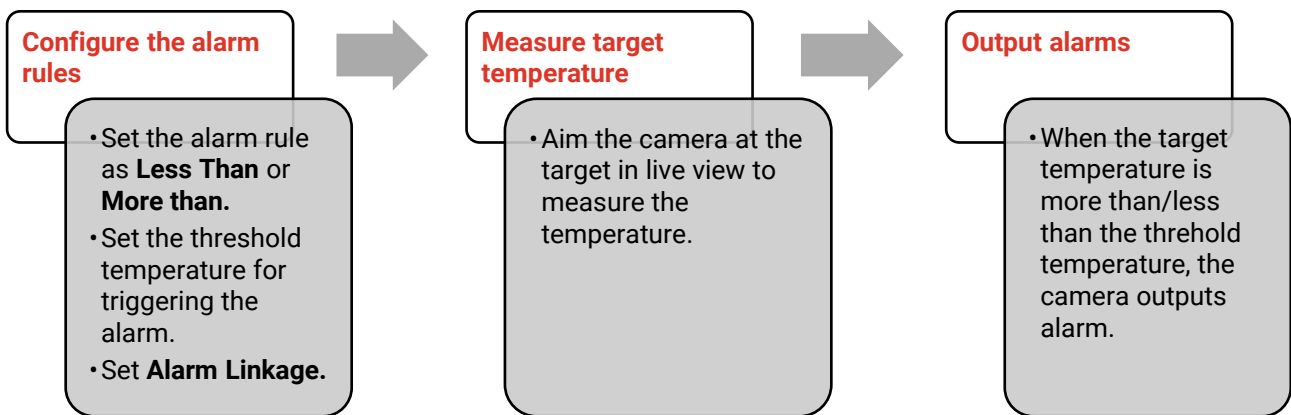 Configure the alarm
rules
• Set the alarm rule
as Less Than or
More than.
• Set the threshold
temperature for
triggering the
alarm.
• Set Alarm Linkage.
Measure target
temperature
• Aim the camera at the
target in live view to
measure the
temperature.
Output alarms
• When the target
temperature is
more than/less
than the threhold
temperature, the
camera outputs
alarm.